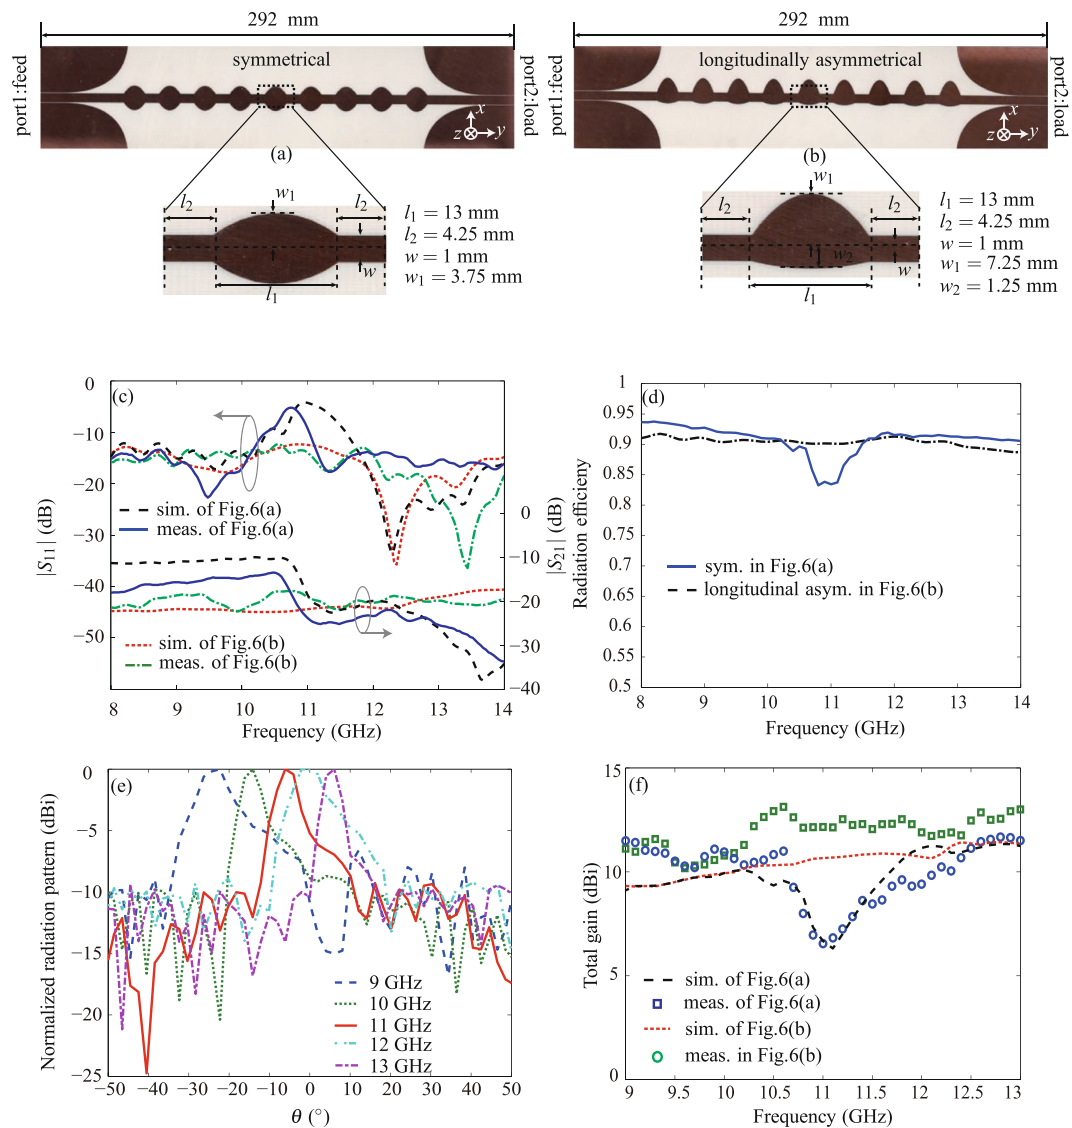 292 mm
symmetrical
port1:feed
port2:load
x
z
y
(a)
l2
w1
l2
w
l1
l1 = 13 mm
l2 = 4.25 mm
w = 1 mm
w1 = 3.75 mm
292 mm
longitudinally asymmetrical
port1:feed
port2:load
x
z
y
(b)
w1
l2
l2
w2
w
l1
l1 = 13 mm
l2 = 4.25 mm
w = 1 mm
w1 = 7.25 mm
w2 = 1.25 mm
(c)
0
−10
−20
−30
−40
−50
|S11| (dB)
sim. of Fig.6(a)
meas. of Fig.6(a)
sim. of Fig.6(b)
meas. of Fig.6(b)
0
−10
−20
−30
−40
|S21| (dB)
8 9 10 11 12 13 14
Frequency (GHz)
(d)
1
0.95
0.9
0.85
0.8
0.75
0.7
0.65
0.6
0.55
0.5
Radiation efficieny
sym. in Fig.6(a)
longitudinal asym. in Fig.6(b)
8 9 10 11 12 13 14
Frequency (GHz)
(e)
0
−5
−10
−15
−20
−25
Normalized radiation pattern (dBi)
9 GHz
10 GHz
11 GHz
12 GHz
13 GHz
−50 −40 −30 −20 −10 0 10 20 30 40 50
θ (°)
(f)
15
10
5
0
Total gain (dBi)
sim. of Fig.6(a)
meas. of Fig.6(a)
sim. of Fig.6(b)
meas. in Fig.6(b)
9 9.5 10 10.5 11 11.5 12 12.5 13
Frequency (GHz)